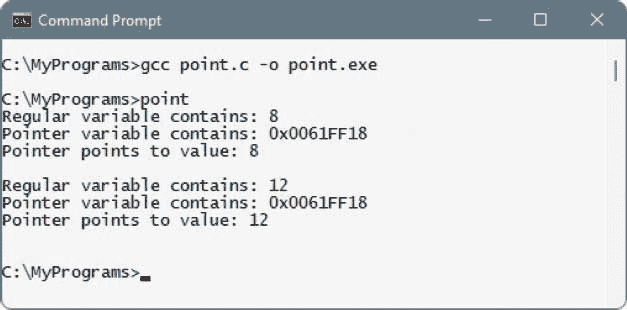 Command Prompt
C:\MyPrograms>gcc point.c -o point.exe
C:\MyPrograms>point
Regular variable contains: 8
Pointer variable contains: 0x0061FF18
Pointer points to value: 8
Regular variable contains: 12
Pointer variable contains: 0x0061FF18
Pointer points to value: 12
C:\MyPrograms>